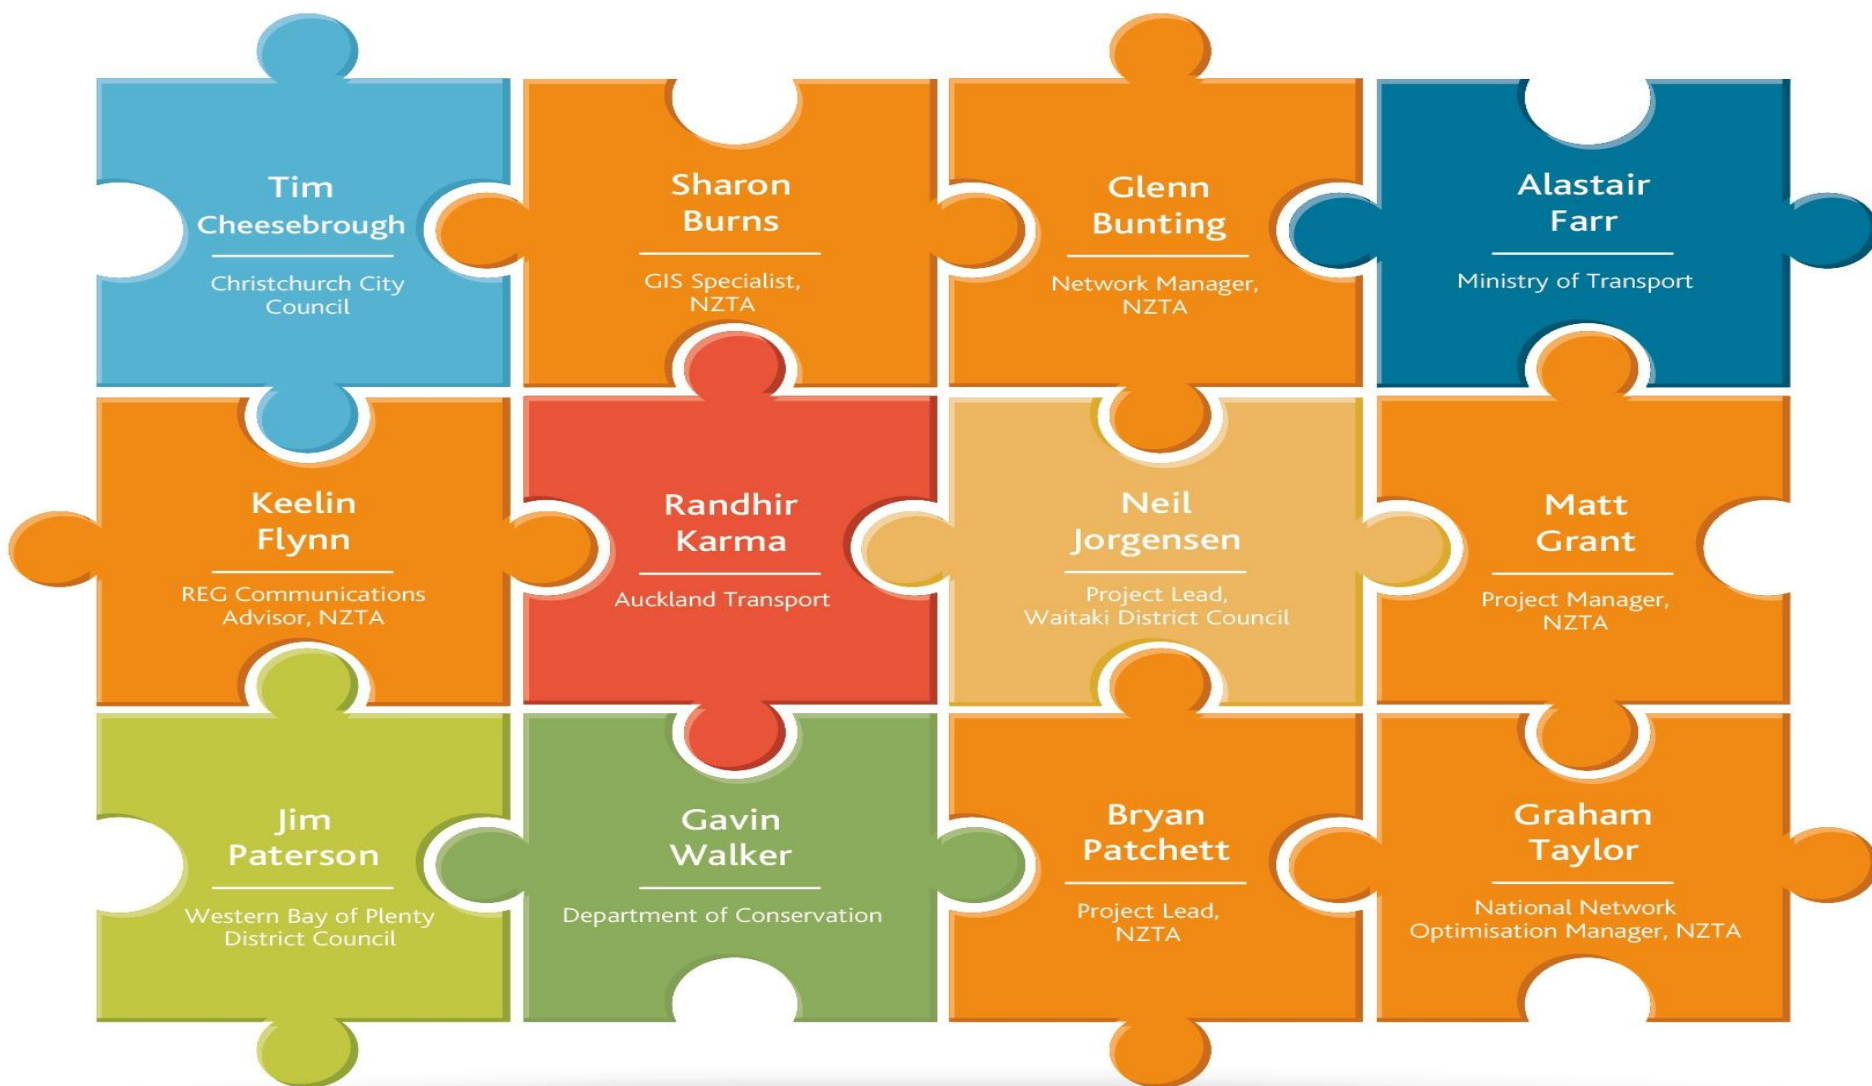 Tim
Cheesebrough
Christchurch City
Council
Sharon
Burns
GIS Specialist,
NZTA
Glenn
Bunting
Network Manager,
NZTA
Alastair
Farr
Ministry of Transport
Keelin
Flynn
REG Communications
Advisor, NZTA
Randhir
Karma
Auckland Transport
Neil
Jorgensen
Project Lead,
Waitaki District Council
Matt
Grant
Project Manager,
NZTA
Jim
Paterson
Western Bay of Plenty
District Council
Gavin
Walker
Department of Conservation
Bryan
Patchett
Project Lead,
NZTA
Graham
Taylor
National Network
Optimisation Manager, NZTA